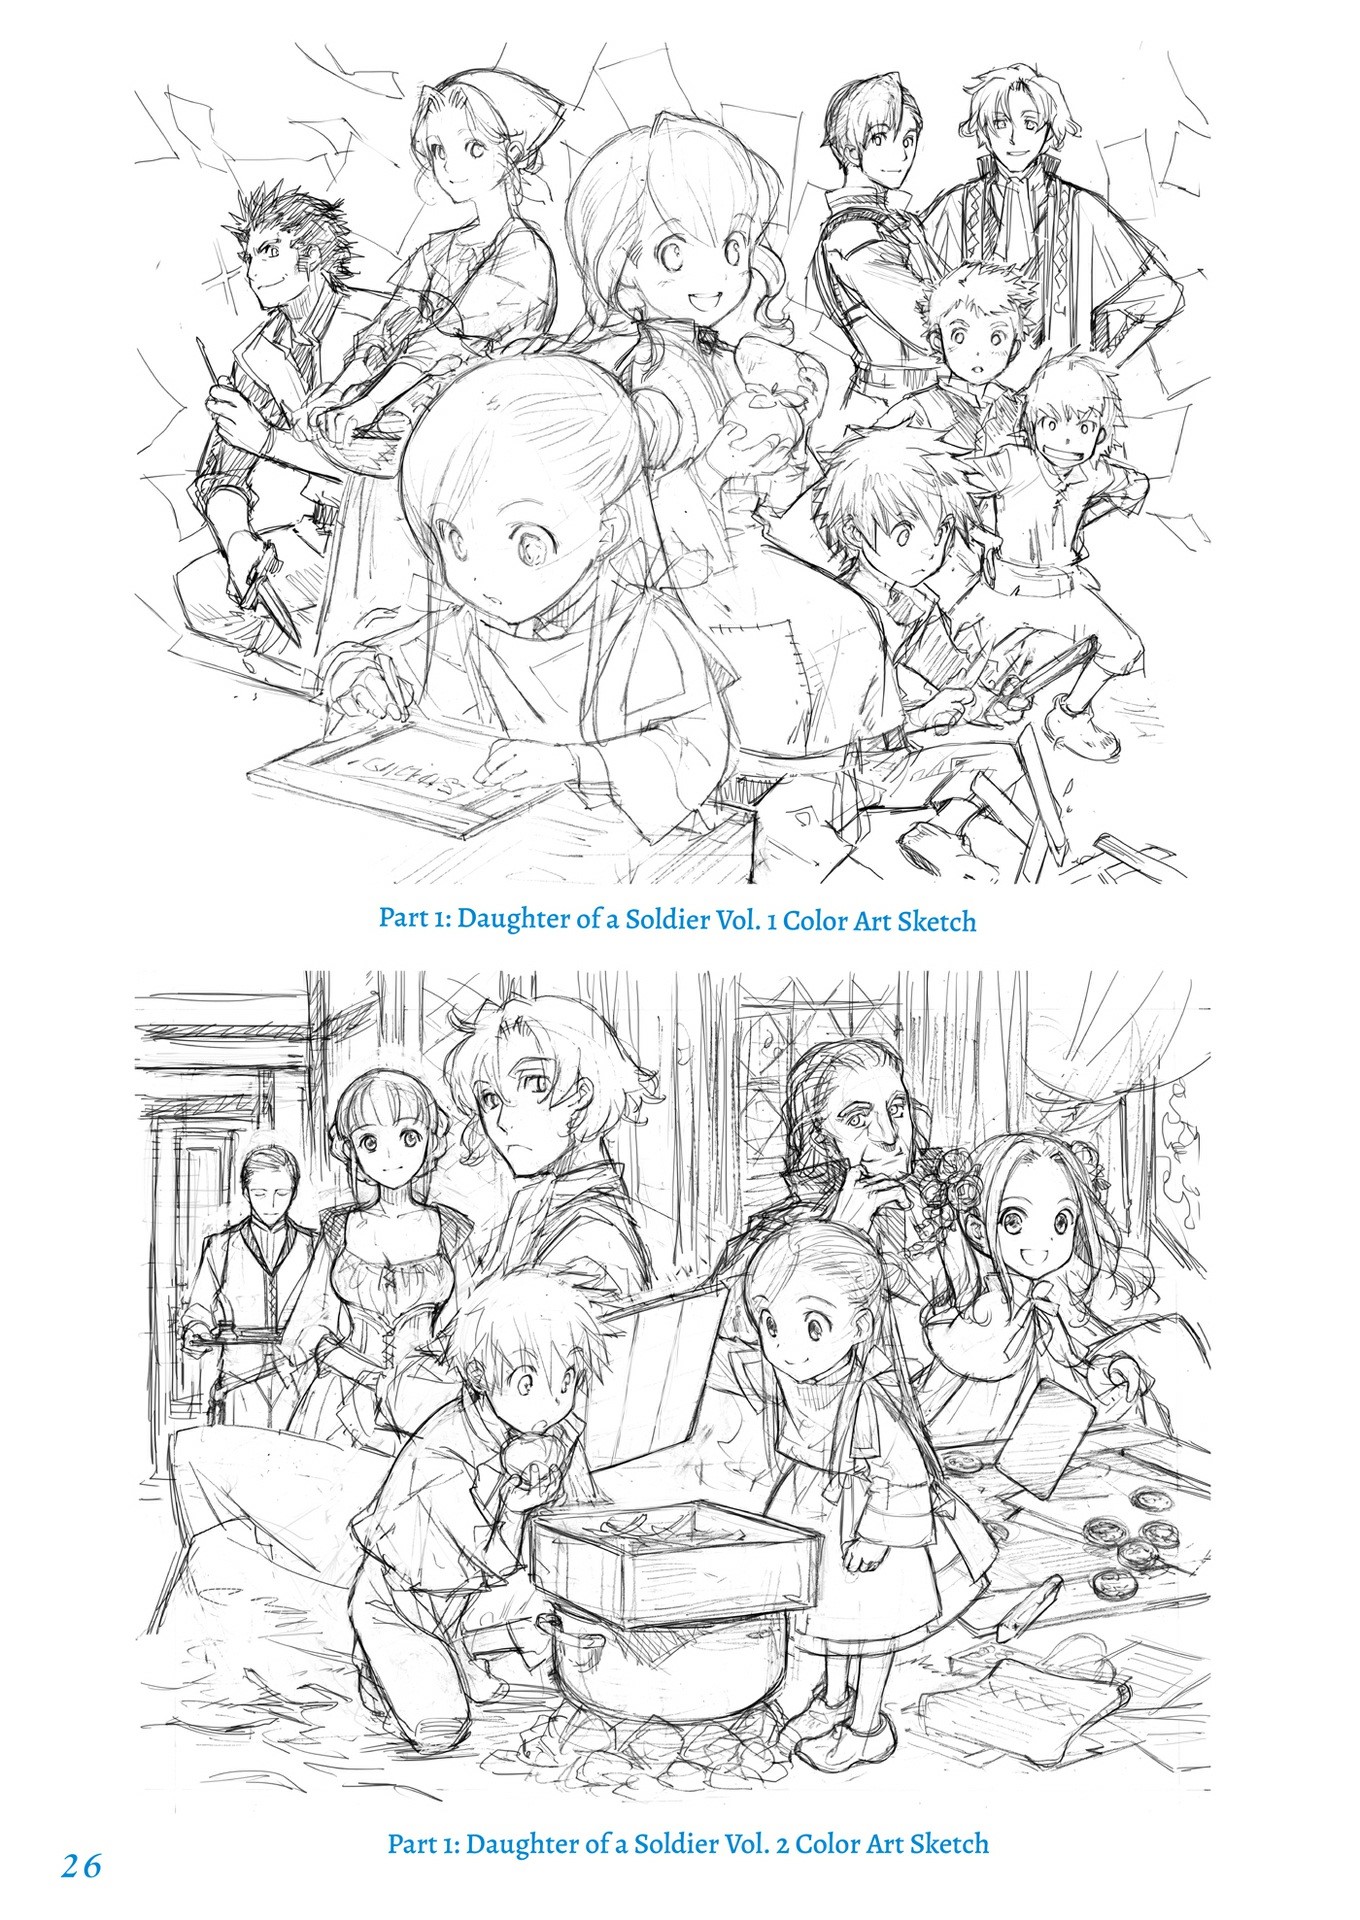 Part 1: Daughter of a Soldier Vol. 1 Color Art Sketch
Part 1: Daughter of a Soldier Vol. 2 Color Art Sketch
26